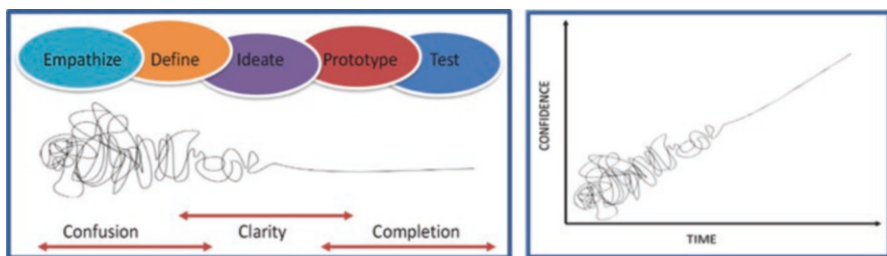 Empathize Define Ideate Prototype Test
Confusion Clarity Completion
CONFIDENCE
TIME